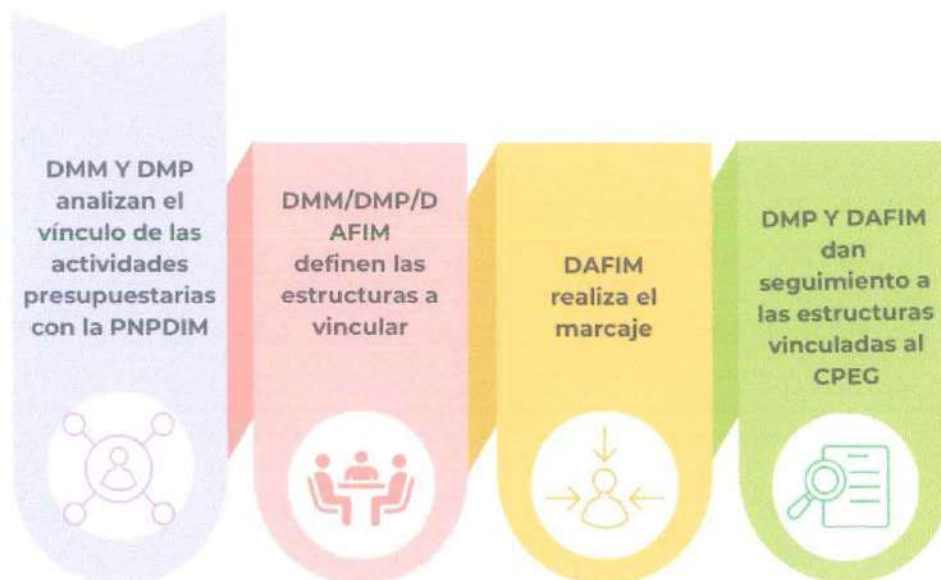 DMM Y DMP
analizan el
vínculo de las
actividades
presupuestarias
con la PNPDIM
DMM/DMP/D
AFIM
definen las
estructuras a
vincular
DAFIM
realiza el
marcaje
DMP Y DAFIM
dan
seguimiento a
las estructuras
vinculadas al
CPEG